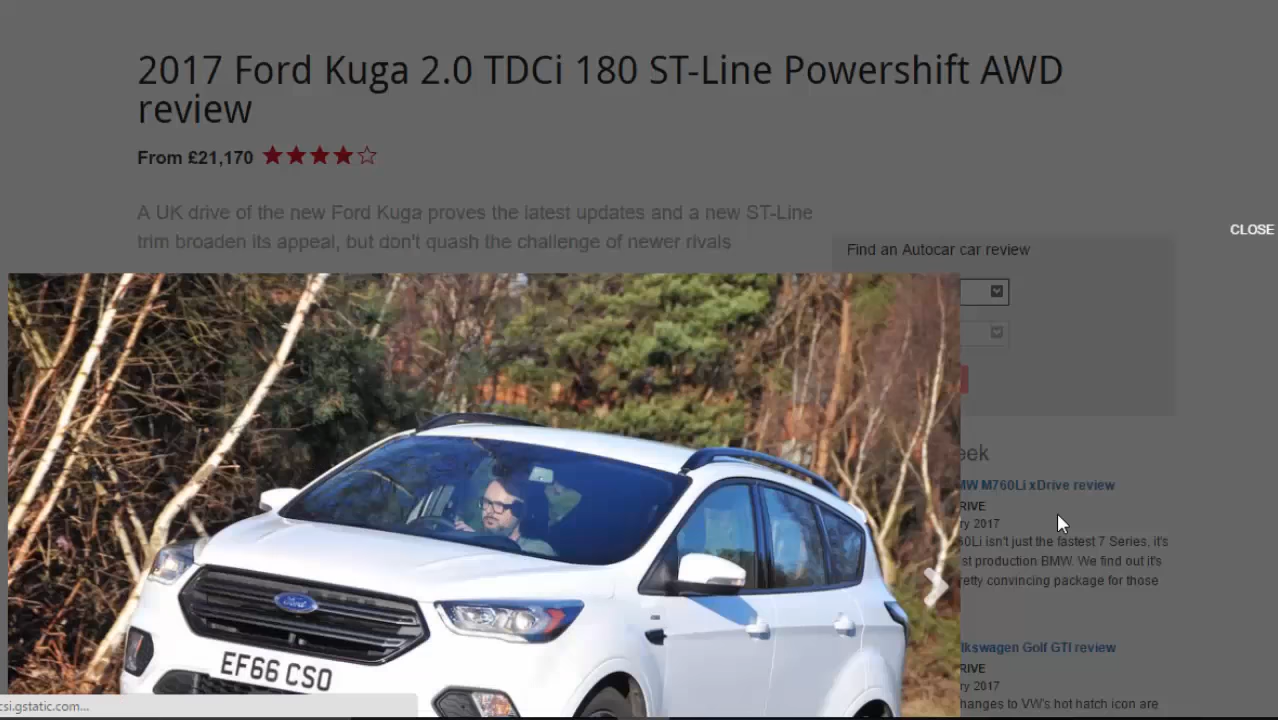 2017 Ford Kuga 2.0 TDCi 180 ST-Line Powershift AWD
review
From £21,170
A UK drive of the new Ford Kuga proves the latest updates and a new ST-Line
trim broaden its appeal, but don't quash the challenge of newer rivals
CLOSE
Find an Autocar car review
eek
MW M760Li xDrive review
RIVE
ry 2017
60Li isn't just the fastest 7 Series, it's
st production BMW. We find out it's
retty convincing package for those
lkswagen Golf GTI review
RIVE
ry 2017
changes to VW's hot hatch icon are
Ford
EF66 CSO
csi.gstatic.com...